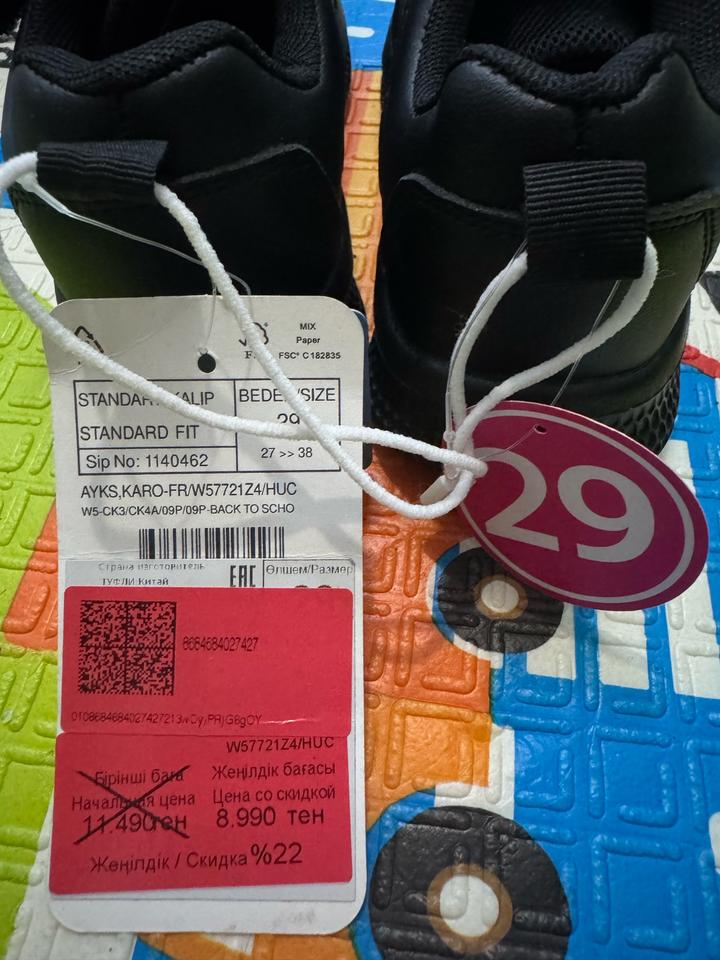 MIX
Paper
FSC® C182835
STANDART KALIP
STANDARD FIT
BEDEN/SIZE
29
27 >> 38
Sip No: 1140462
AYKS,KARO-FR/W57721Z4/HUC
W5-CK3/CK4A/09P/09P-BACK TO SCHO
Страна изготовитель
ТУФЛИ Китай
EAC
Өлшем/Размер
8684684027427
W57721Z4/HUC
Бірінші баға
Начальная цена
11.490тен
Жеңілдік бағасы
Цена со скидкой
8.990 тен
Жеңілдік / Скидка %22
29